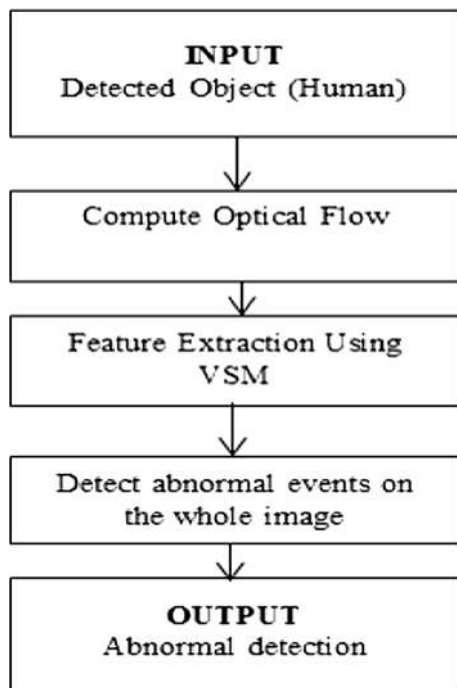 INPUT
Detected Object (Human)
Compute Optical Flow
Feature Extraction Using
VSM
Detect abnormal events on
the whole image
OUTPUT
Abnormal detection